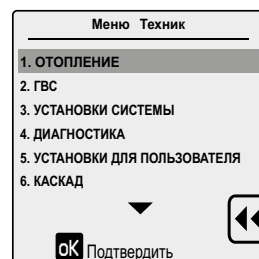 Меню Техник
1. ОТОПЛЕНИЕ
2. ГВС
3. УСТАНОВКИ СИСТЕМЫ
4. ДИАГНОСТИКА
5. УСТАНОВКИ ДЛЯ ПОЛЬЗОВАТЕЛЯ
6. КАСКАД
oK Подтвердить